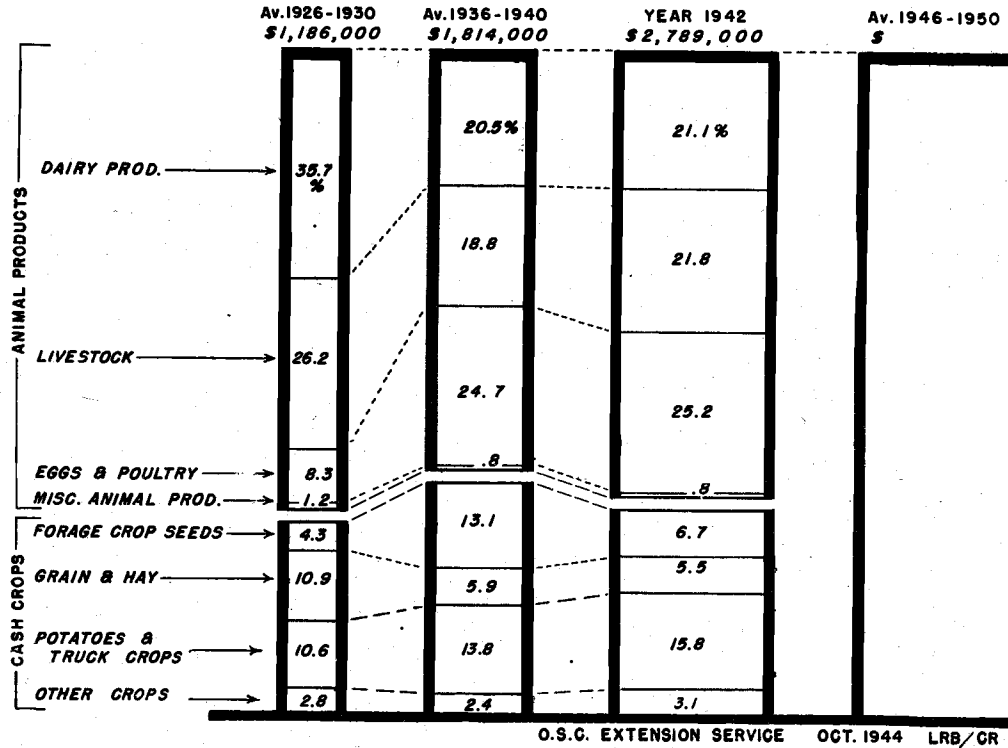 Av.1926-1930 Av.1936-1940 YEAR 1942 Av.1946-1950
$1,186,000 $1,814,000 $2,789,000 $
ANIMAL PRODUCTS
DAIRY PROD. 35.7 % 20.5% 21.1%
LIVESTOCK 26.2 18.8 21.8
EGGS & POULTRY 8.3 24.7 25.2
MISC. ANIMAL PROD. 1.2 .8 .8
CASH CROPS
FORAGE CROP SEEDS 4.3 13.1 6.7
GRAIN & HAY 10.9 5.9 5.5
POTATOES &
TRUCK CROPS 10.6 13.8 15.8
OTHER CROPS 2.8 2.4 3.1
O.S.C. EXTENSION SERVICE OCT. 1944 LRB/CR